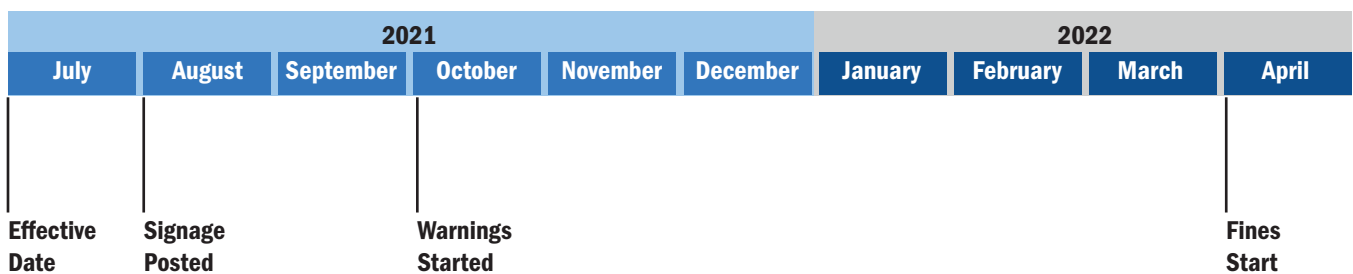 2021 2022
July August September October November December January February March April
Effective Signage Warnings Fines
Date Posted Started Start